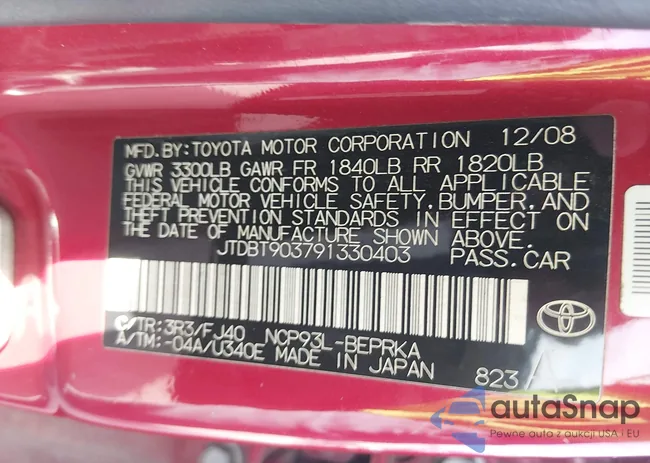 MFD.BY:TOYOTA MOTOR CORPORATION 12/08
GVWR 3300LB GAWR FR 1840LB RR 1820LB
THIS VEHICLE CONFORMS TO ALL APPLICABLE
FEDERAL MOTOR VEHICLE SAFETY,BUMPER,AND
THEFT PREVENTION STANDARDS IN EFFECT ON
THE DATE OF MANUFACTURE SHOWN ABOVE.
JTDBT903791330403 PASS.CAR
C/TR:3R3/FJ40 NCP93L-BEPRKA
A/TM:-04A/U340E MADE IN JAPAN 823 A
autaSnap
Pewne auta z aukcji USA i EU